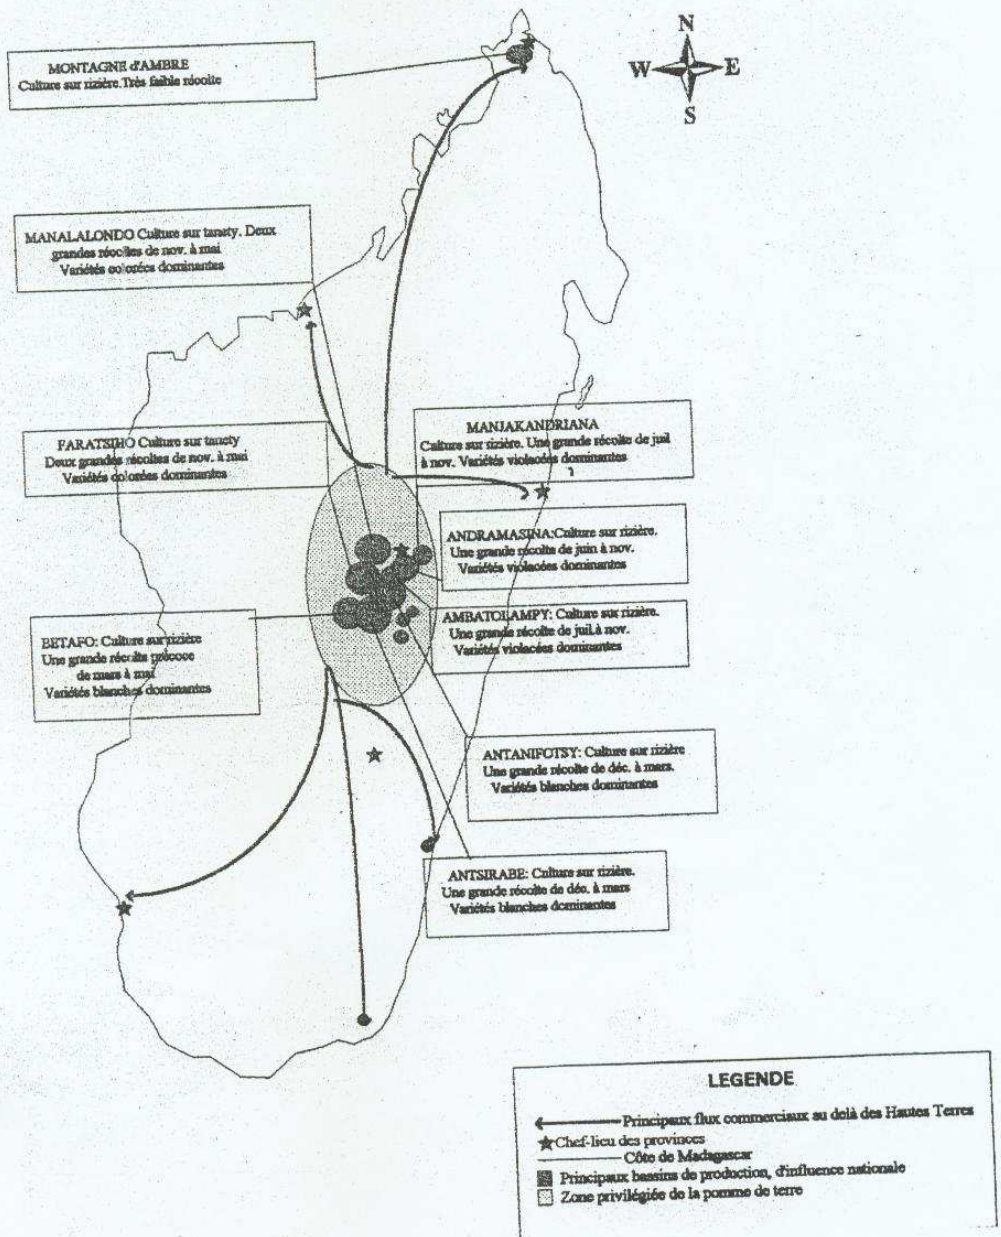 N
W E
S
MONTAGNE d'AMBRE
Culture sur rizière.Très faible récolte
MANALALONDO Culture sur tanety. Deux
grandes récoltes de nov. à mai
Variétés colorées dominantes
FARATSIHO Culture sur tanety
Deux grandes récoltes de nov. à mai
Variétés colorées dominantes
MANJAKANDRIANA
Culture sur rizière. Une grande récolte de juil
à nov. Variétés violacées dominantes
ANDRAMASINA:Culture sur rizière.
Une grande récolte de juin à nov.
Variétés violacées dominantes
AMBATOLAMPY: Culture sur rizière.
Une grande récolte de juil.à nov.
Variétés violacées dominantes
BETAFO: Culture sur rizière
Une grande récolte précoce
de mars à mai
Variétés blanches dominantes
ANTANIFOTSY: Culture sur rizière
Une grande récolte de déc. à mars.
Variétés blanches dominantes
ANTSIRABE: Culture sur rizière.
Une grande récolte de déc. à mars
Variétés blanches dominantes
LEGENDE
Principaux flux commerciaux au delà des Hautes Terres
Chef-lieu des provinces
Côte de Madagascar
Principaux bassins de production, d'influence nationale
Zone privilégiée de la pomme de terre